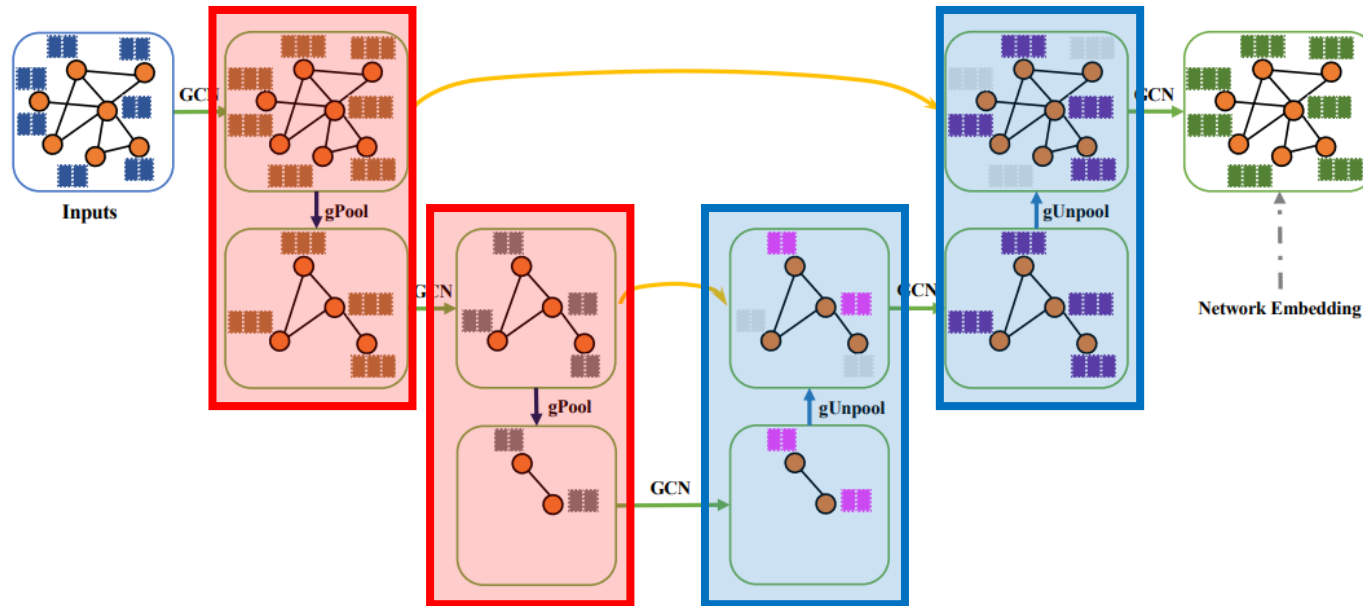 GCN
GCN
Inputs
gPool
gUnpool
GCN
GCN
Network Embedding
gPool
gUnpool
GCN